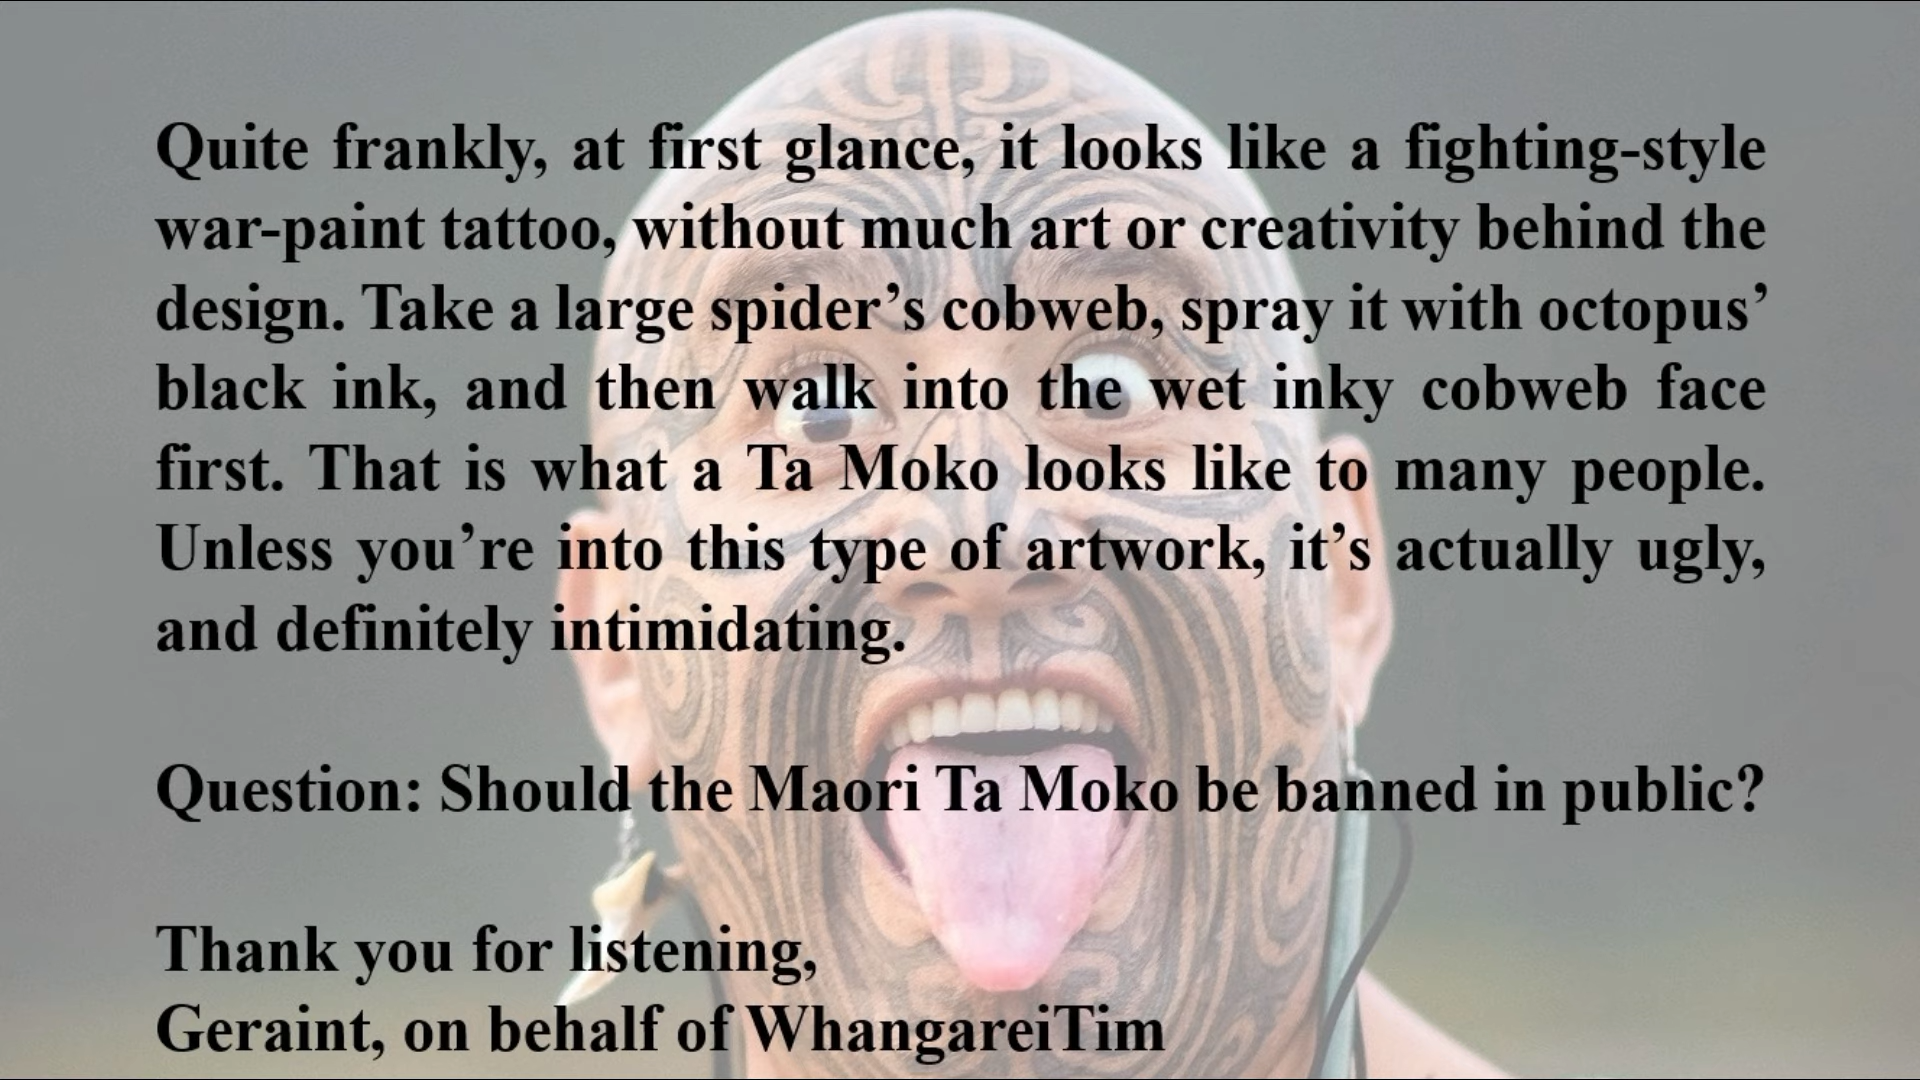 Quite frankly, at first glance, it looks like a fighting-style
war-paint tattoo, without much art or creativity behind the
design. Take a large spider’s cobweb, spray it with octopus’
black ink, and then walk into the wet inky cobweb face
first. That is what a Ta Moko looks like to many people.
Unless you’re into this type of artwork, it’s actually ugly,
and definitely intimidating.
Question: Should the Maori Ta Moko be banned in public?
Thank you for listening,
Geraint, on behalf of WhangareiTim